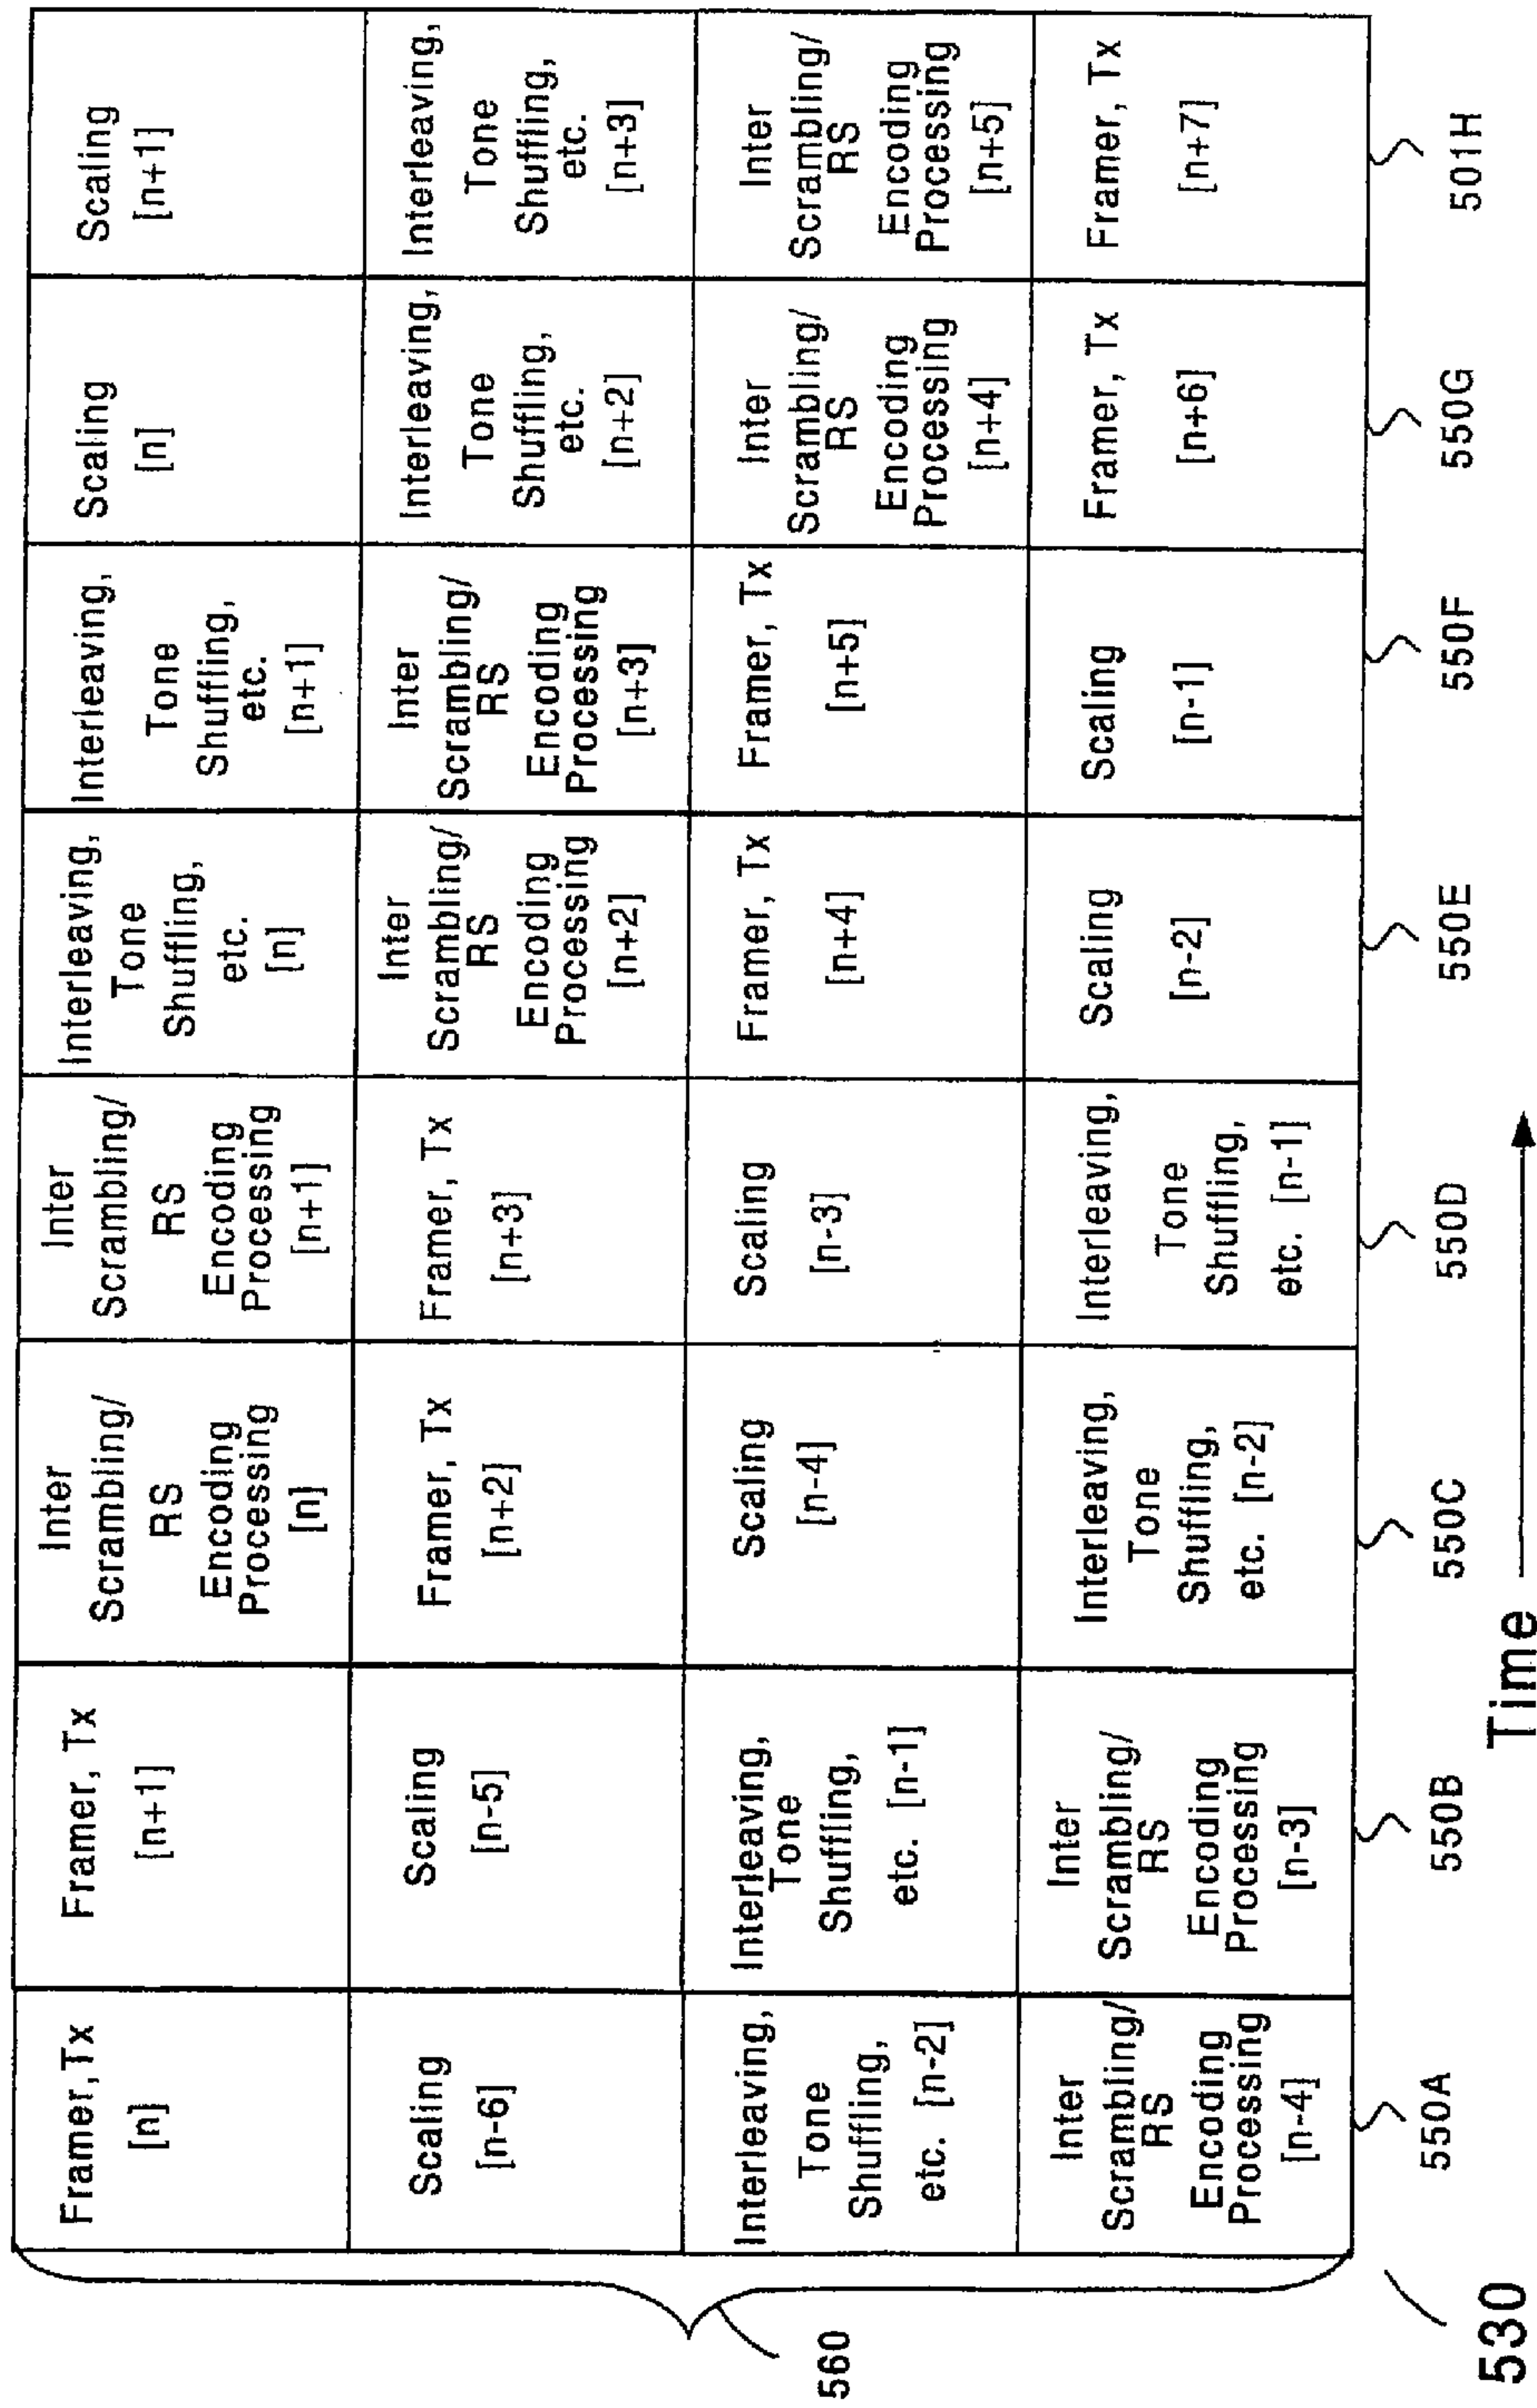 Framer,Tx
[n]
Framer, Tx
[n+1]
Inter
Scrambling/
RS
Encoding
Processing
[n]
Inter
Scrambling/
RS
Encoding
Processing
[n+1]
Interleaving,
Tone
Shuffling,
etc.
[n]
Interleaving,
Tone
Shuffling,
etc.
[n+1]
Scaling
[n]
Scaling
[n+1]
Scaling
[n-6]
Scaling
[n-5]
Framer, Tx
[n+2]
Framer, Tx
[n+3]
Inter
Scrambling/
RS
Encoding
Processing
[n+2]
Inter
Scrambling/
RS
Encoding
Processing
[n+3]
Interleaving,
Tone
Shuffling,
etc.
[n+2]
Interleaving,
Tone
Shuffling,
etc.
[n+3]
Interleaving,
Tone
Shuffling,
etc. [n-2]
Interleaving,
Tone
Shuffling,
etc. [n-1]
Scaling
[n-4]
Scaling
[n-3]
Framer, Tx
[n+4]
Framer, Tx
[n+5]
Inter
Scrambling/
RS
Encoding
Processing
[n+4]
Inter
Scrambling/
RS
Encoding
Processing
[n+5]
Inter
Scrambling/
RS
Encoding
Processing
[n-4]
Inter
Scrambling/
RS
Encoding
Processing
[n-3]
Interleaving,
Tone
Shuffling,
etc. [n-2]
Interleaving,
Tone
Shuffling,
etc. [n-1]
Scaling
[n-2]
Scaling
[n-1]
Framer, Tx
[n+6]
Framer, Tx
[n+7]
560
550A
550B
550C
550D
550E
550F
550G
501H
530
Time